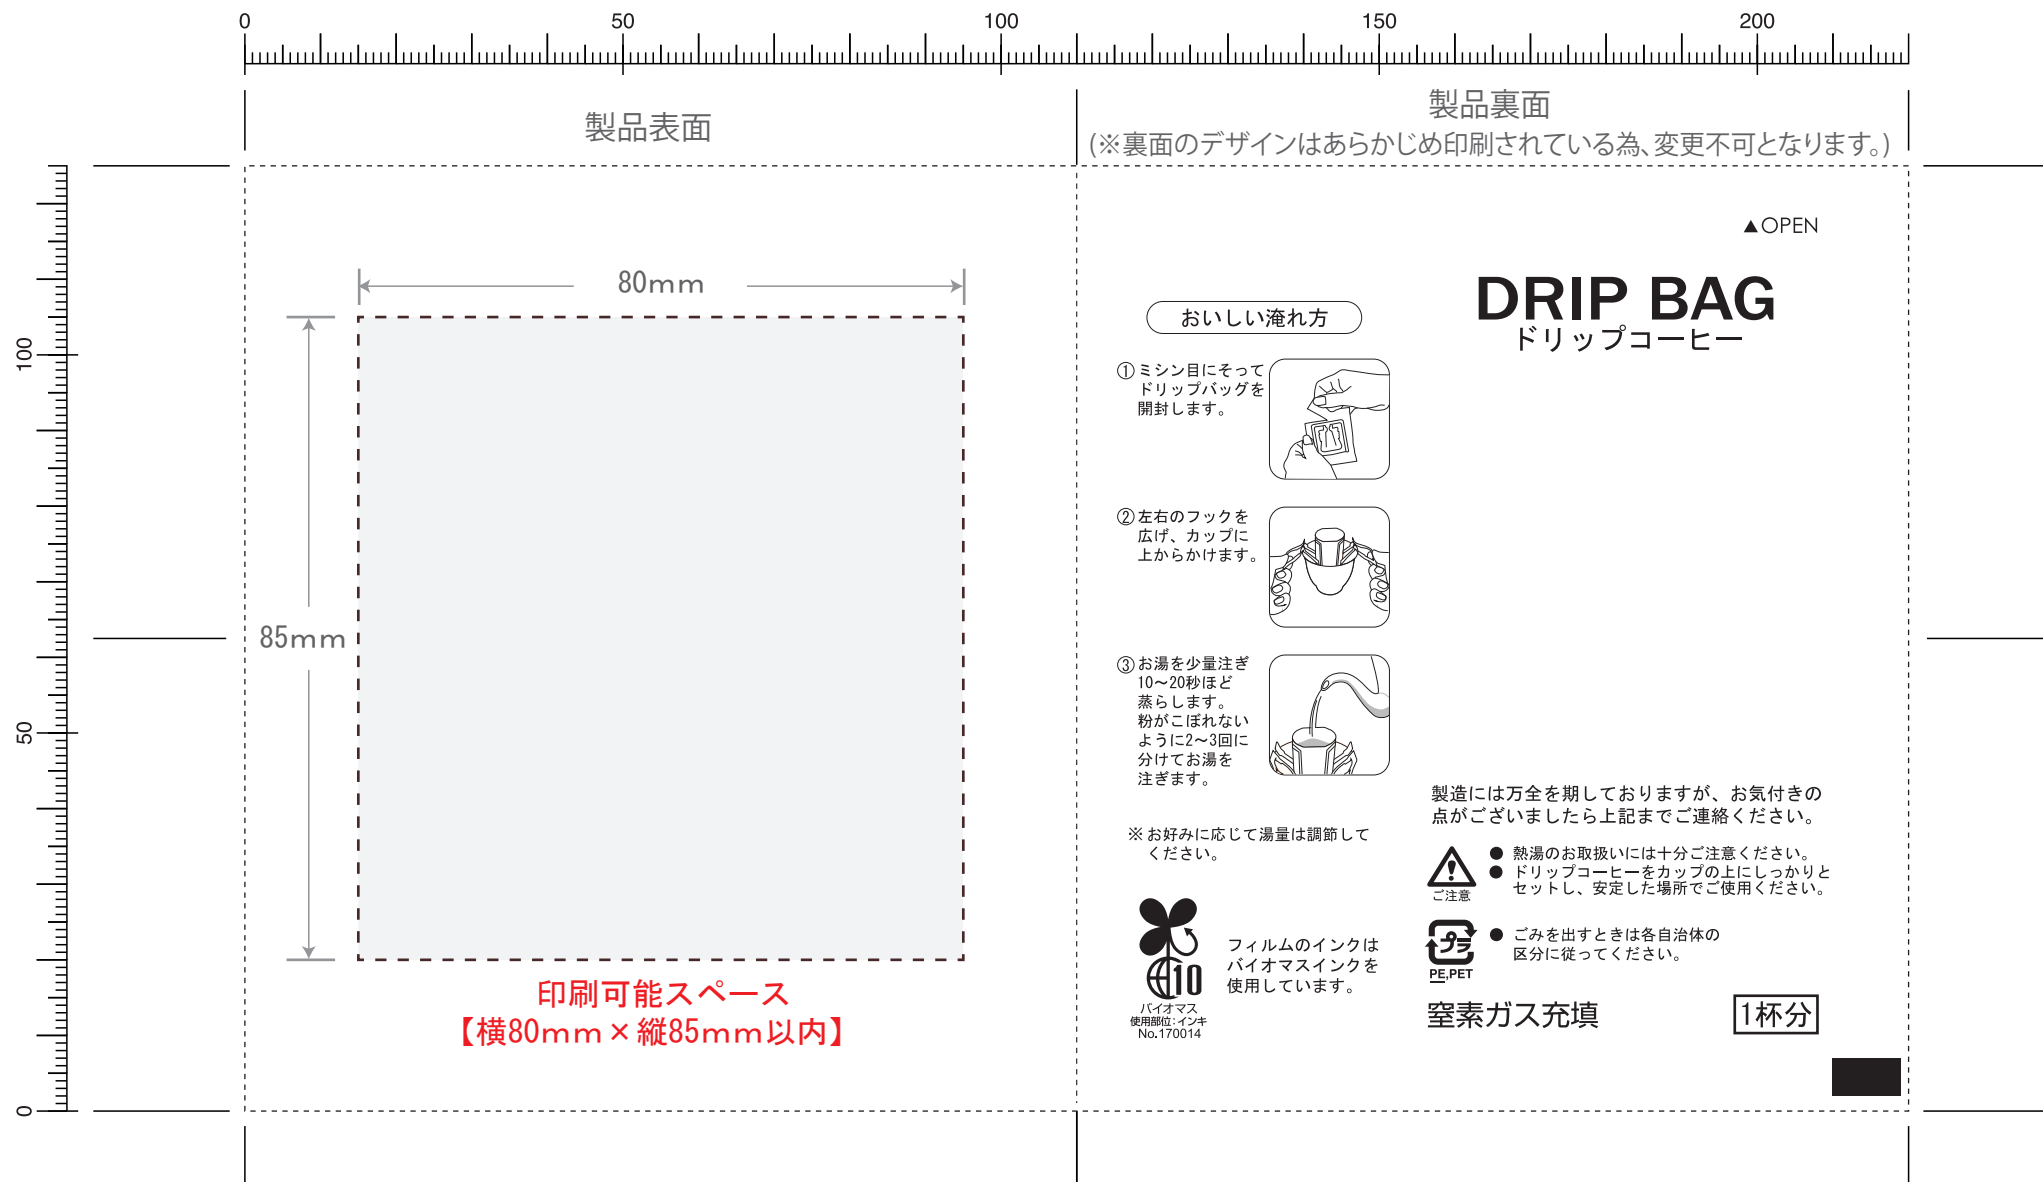 0 50 100 150 200
製品表面
製品裏面
(※裏面のデザインはあらかじめ印刷されている為、変更不可となります。)
100
50
0
80mm
85mm
印刷可能スペース
【横80mm×縦85mm以内】
▲OPEN
DRIP BAG
ドリップコーヒー
おいしい淹れ方
①ミシン目にそって
ドリップバッグを
開封します。
②左右のフックを
広げ、カップに
上からかけます。
③お湯を少量注ぎ
10〜20秒ほど
蒸らします。
粉がこぼれない
ように2〜3回に
分けてお湯を
注ぎます。
※お好みに応じて湯量は調節して
ください。
10
バイオマス
使用部位:インキ
No.170014
フィルムのインクは
バイオマスインクを
使用しています。
製造には万全を期しておりますが、お気付きの
点がございましたら上記までご連絡ください。
ご注意
● 熱湯のお取扱いには十分ご注意ください。
● ドリップコーヒーをカップの上にしっかりと
セットし、安定した場所でご使用ください。
プラ
PE,PET
● ごみを出すときは各自治体の
区分に従ってください。
窒素ガス充填
1杯分